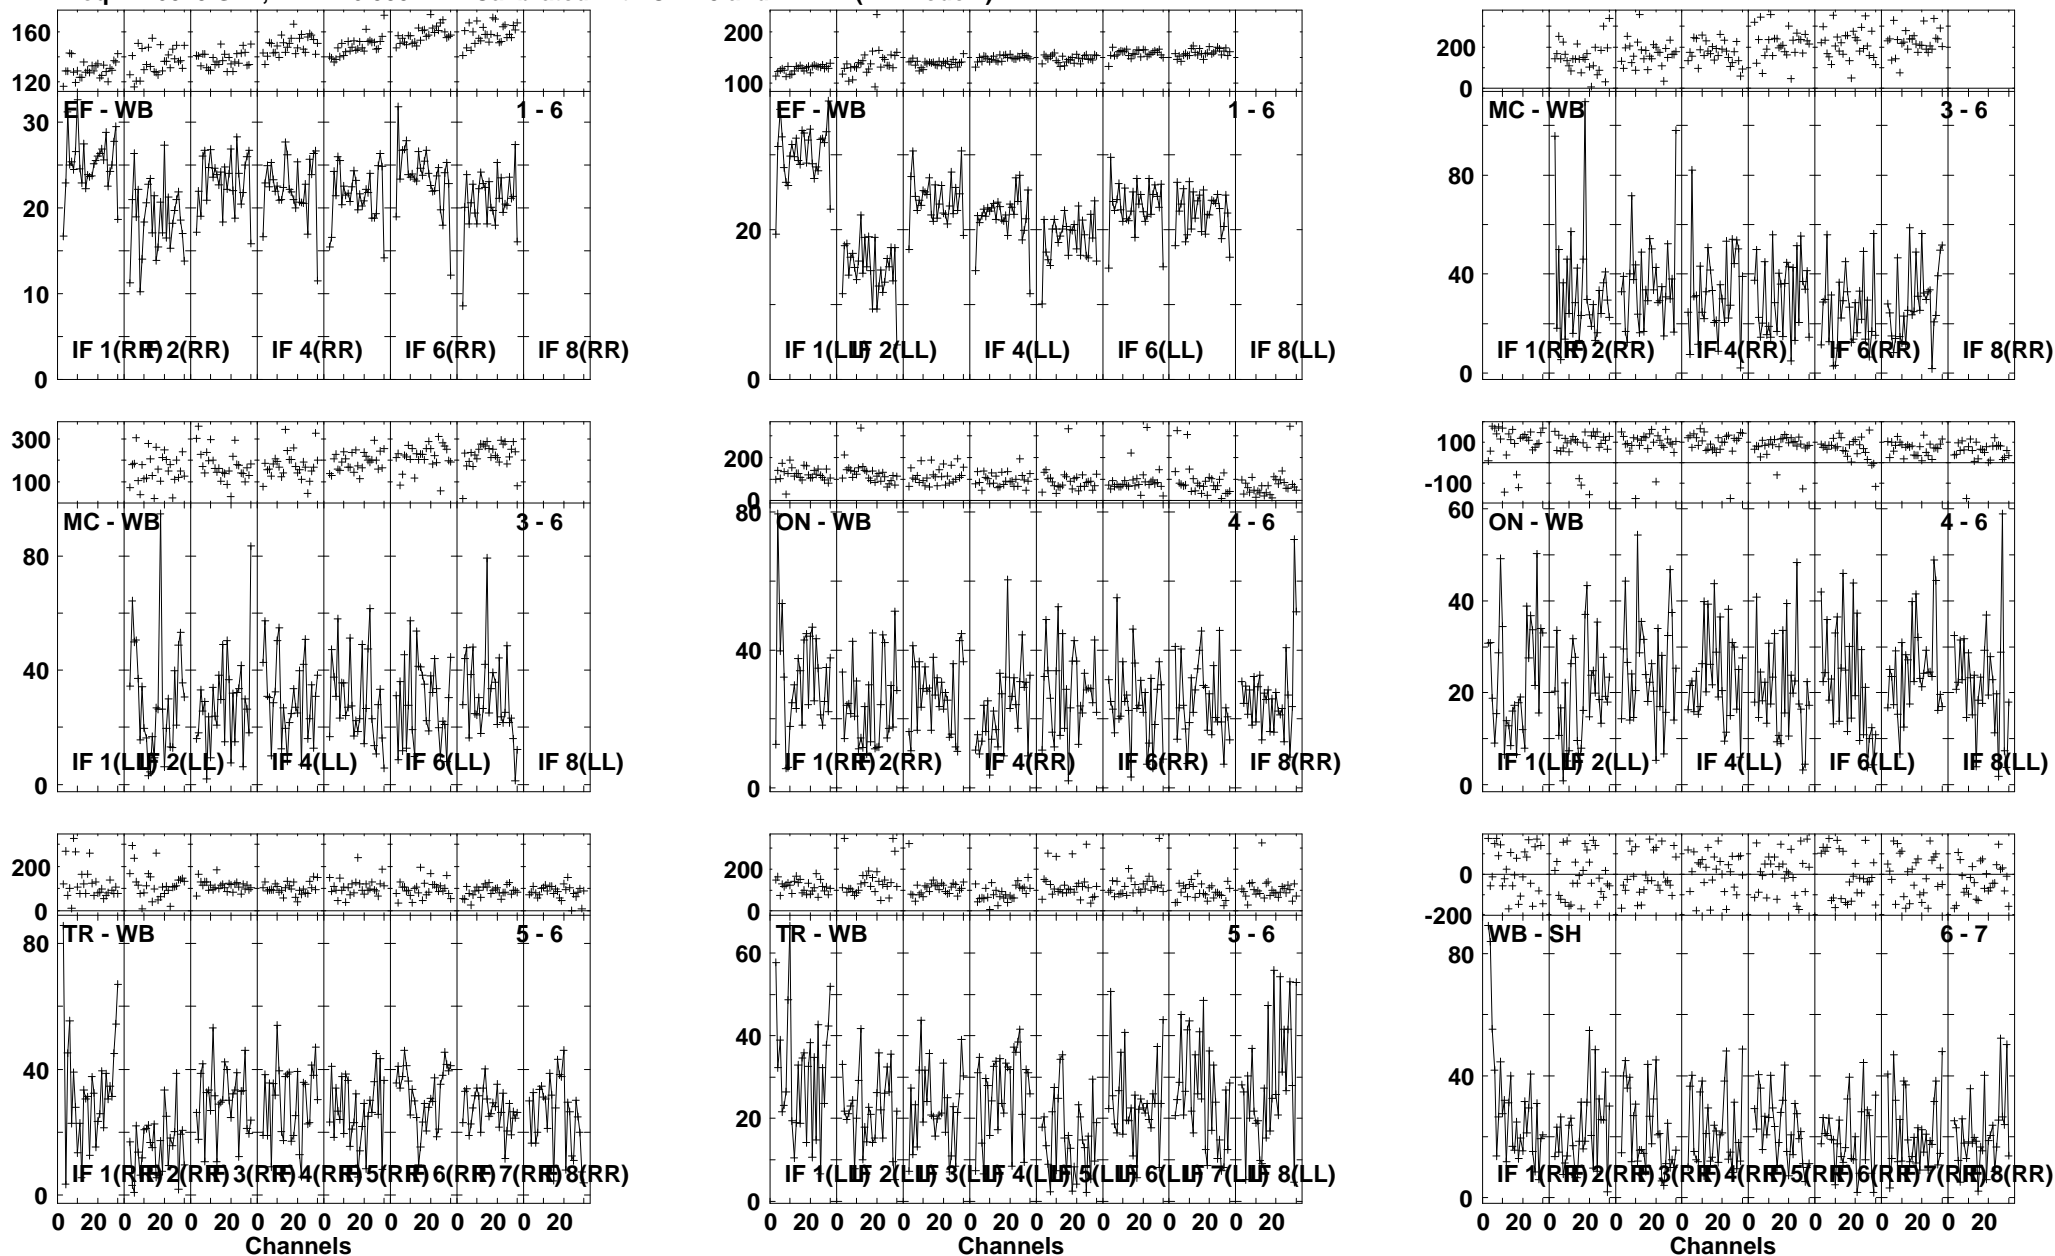 160
120
EF - WB 1 - 6
30
20
10
0
IF 1(RR) IF 2(RR) IF 4(RR) IF 6(RR) IF 8(RR)
200
100
EF - WB 1 - 6
20
0
IF 1(LL) IF 2(LL) IF 4(LL) IF 6(LL) IF 8(LL)
200
0
MC - WB 3 - 6
80
40
0
IF 1(RR) IF 2(RR) IF 4(RR) IF 6(RR) IF 8(RR)
300
100
MC - WB 3 - 6
80
40
0
IF 1(LL) IF 2(LL) IF 4(LL) IF 6(LL) IF 8(LL)
200
0
80
ON - WB 4 - 6
40
0
IF 1(RR) IF 2(RR) IF 4(RR) IF 6(RR) IF 8(RR)
100
-100
60
ON - WB 4 - 6
40
20
0
IF 1(LL) IF 2(LL) IF 4(LL) IF 6(LL) IF 8(LL)
200
0
TR - WB 5 - 6
80
40
0
IF 1(RR) IF 2(RR) IF 3(RR) IF 4(RR) IF 5(RR) IF 6(RR) IF 7(RR) IF 8(RR)
0 20 0 20 0 20 0 20 0 20 0 20 0 20 0 20
Channels
200
0
TR - WB 5 - 6
60
40
20
0
IF 1(LL) IF 2(LL) IF 3(LL) IF 4(LL) IF 5(LL) IF 6(LL) IF 7(LL) IF 8(LL)
0 20 0 20 0 20 0 20 0 20 0 20 0 20 0 20
Channels
0
-200
WB - SH 6 - 7
80
40
0
IF 1(RR) IF 2(RR) IF 3(RR) IF 4(RR) IF 5(RR) IF 6(RR) IF 7(RR) IF 8(RR)
0 20 0 20 0 20 0 20 0 20 0 20 0 20 0 20
Channels